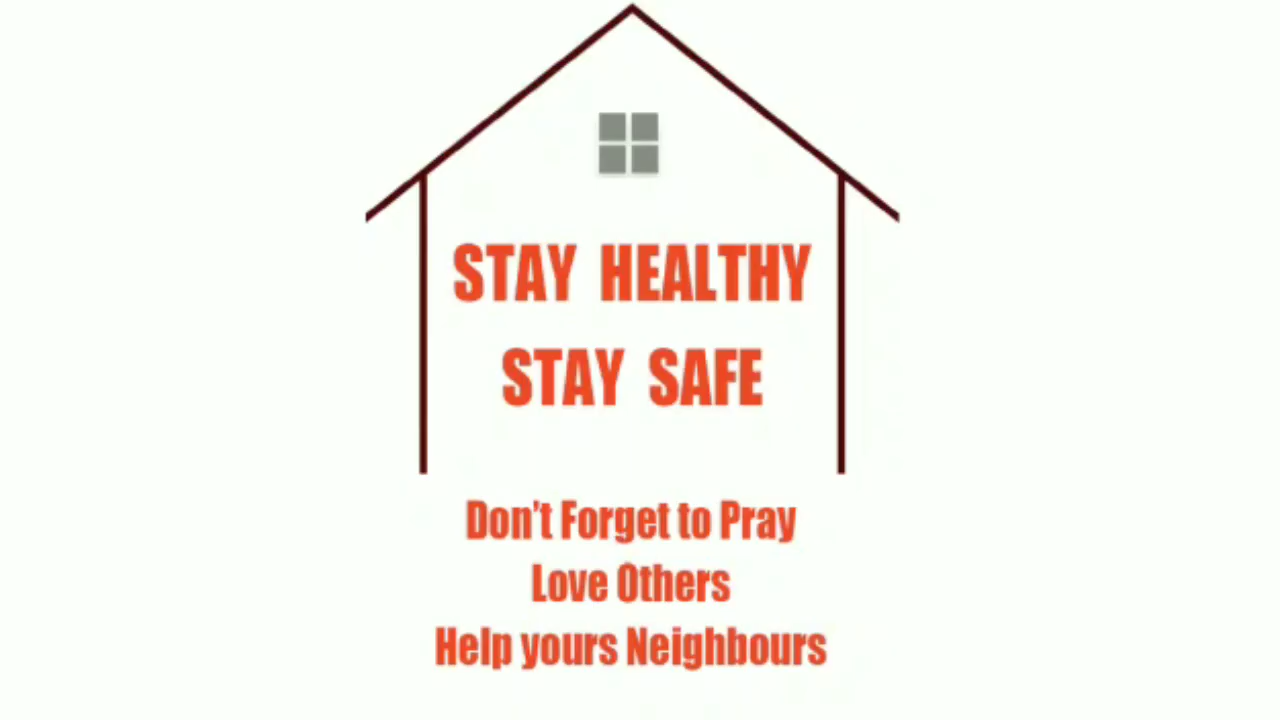 STAY HEALTHY
STAY SAFE
Don't Forget to Pray
Love Others
Help yours Neighbours